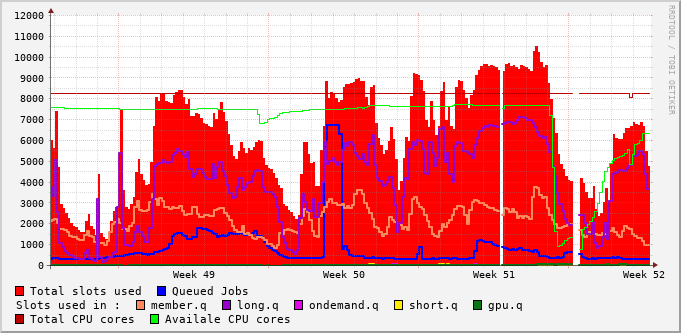 12000
11000
10000
9000
8000
7000
6000
5000
4000
3000
2000
1000
0
Week 49 Week 50 Week 51 Week 52
Total slots used Queued Jobs
Slots used in : member.q long.q ondemand.q short.q gpu.q
Total CPU cores Availale CPU cores
RRDTOOL / TOBI OETIKER